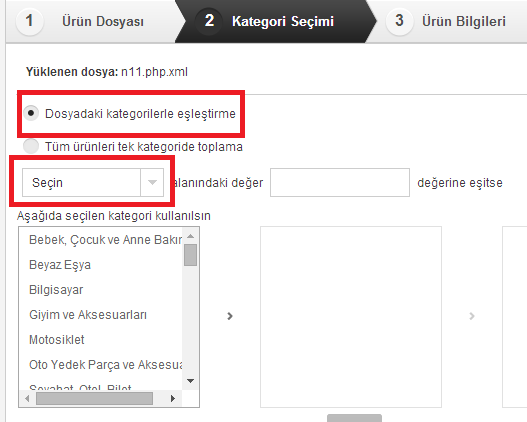 1 Ürün Dosyası 2 Kategori Seçimi 3 Ürün Bilgileri
Yüklenen dosya: n11.php.xml
Dosyadaki kategorilerle eşleştirme
Tüm ürünleri tek kategoride toplama
Seçin alanındaki değer değerine eşitse
Aşağıda seçilen kategori kullanılsın
Bebek, Çocuk ve Anne Bakım
Beyaz Eşya
Bilgisayar
Giyim ve Aksesuarları
Motosiklet
Oto Yedek Parça ve Aksesua
Seyahat, Otel, Bilet